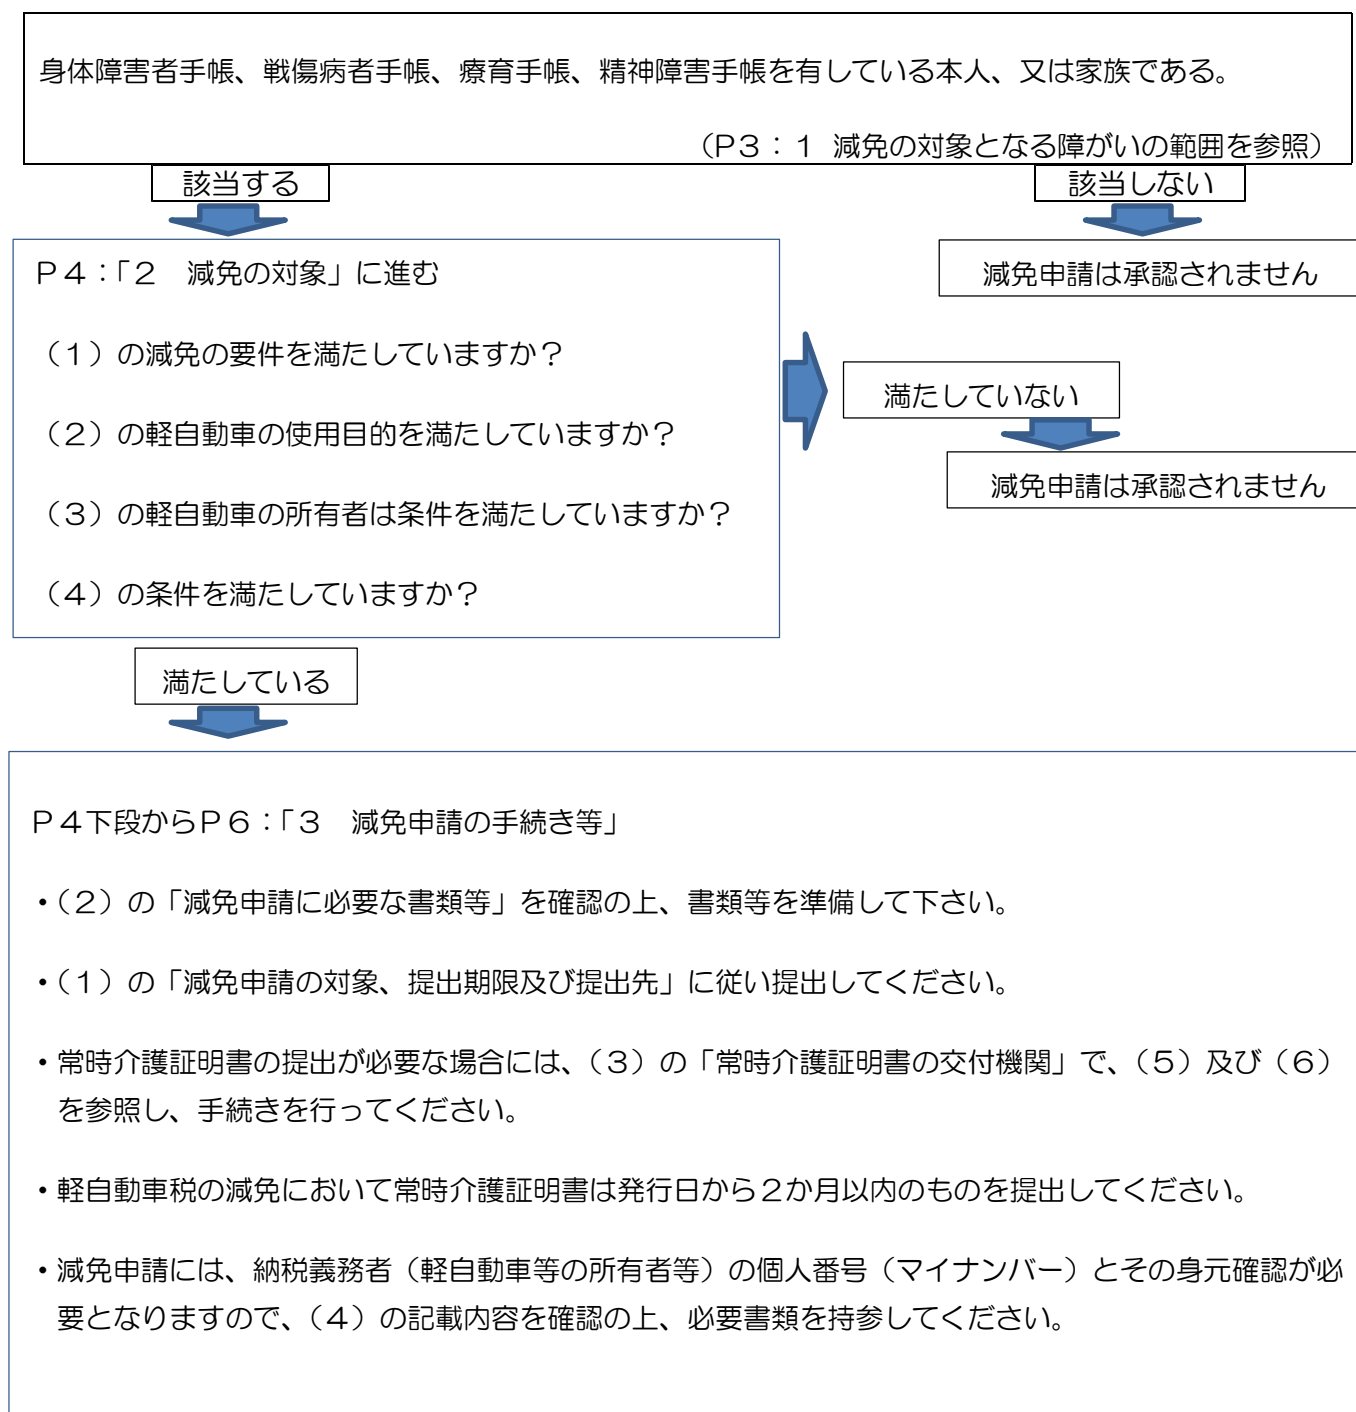 身体障害者手帳、戦傷病者手帳、療育手帳、精神障害手帳を有している本人、又は家族である。
（P３：１ 減免の対象となる障がいの範囲を参照）
該当する
該当しない
P４：「２　減免の対象」に進む
減免申請は承認されません
（１）の減免の要件を満たしていますか？
満たしていない
（２）の軽自動車の使用目的を満たしていますか？
減免申請は承認されません
（３）の軽自動車の所有者は条件を満たしていますか？
（４）の条件を満たしていますか？
満たしている
P４下段からP６：「３　減免申請の手続き等」
・（２）の「減免申請に必要な書類等」を確認の上、書類等を準備して下さい。
・（１）の「減免申請の対象、提出期限及び提出先」に従い提出してください。
・常時介護証明書の提出が必要な場合には、（３）の「常時介護証明書の交付機関」で、（５）及び（６）
を参照し、手続きを行ってください。
・軽自動車税の減免において常時介護証明書は発行日から２か月以内のものを提出してください。
・減免申請には、納税義務者（軽自動車等の所有者等）の個人番号（マイナンバー）とその身元確認が必
要となりますので、（４）の記載内容を確認の上、必要書類を持参してください。